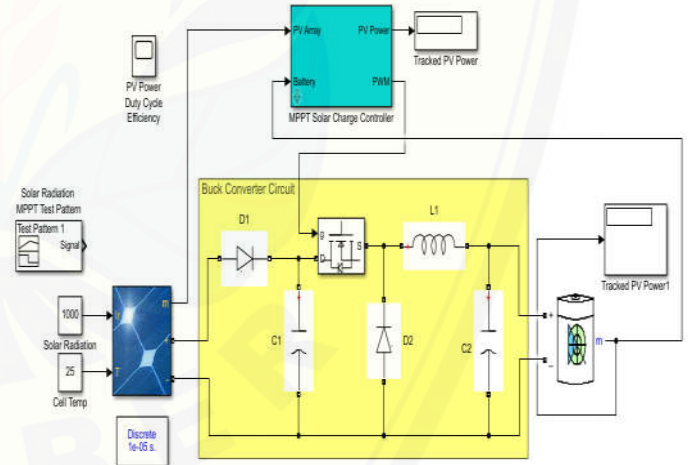 PV Array
PV Power
Battery
PWM
MPPT Solar Charge Controller
Tracked PV Power
PV Power
Duty Cycle
Efficiency
Solar Radiation
MPPT Test Pattern
Test Pattern 1
Signal
Buck Converter Circuit
D1
g
D
S
L1
C1
D2
C2
Tracked PV Power1
1000
Solar Radiation
25
Cell Temp
Ir
T
m
+
-
+
-
m
Discrete
1e-05 s.